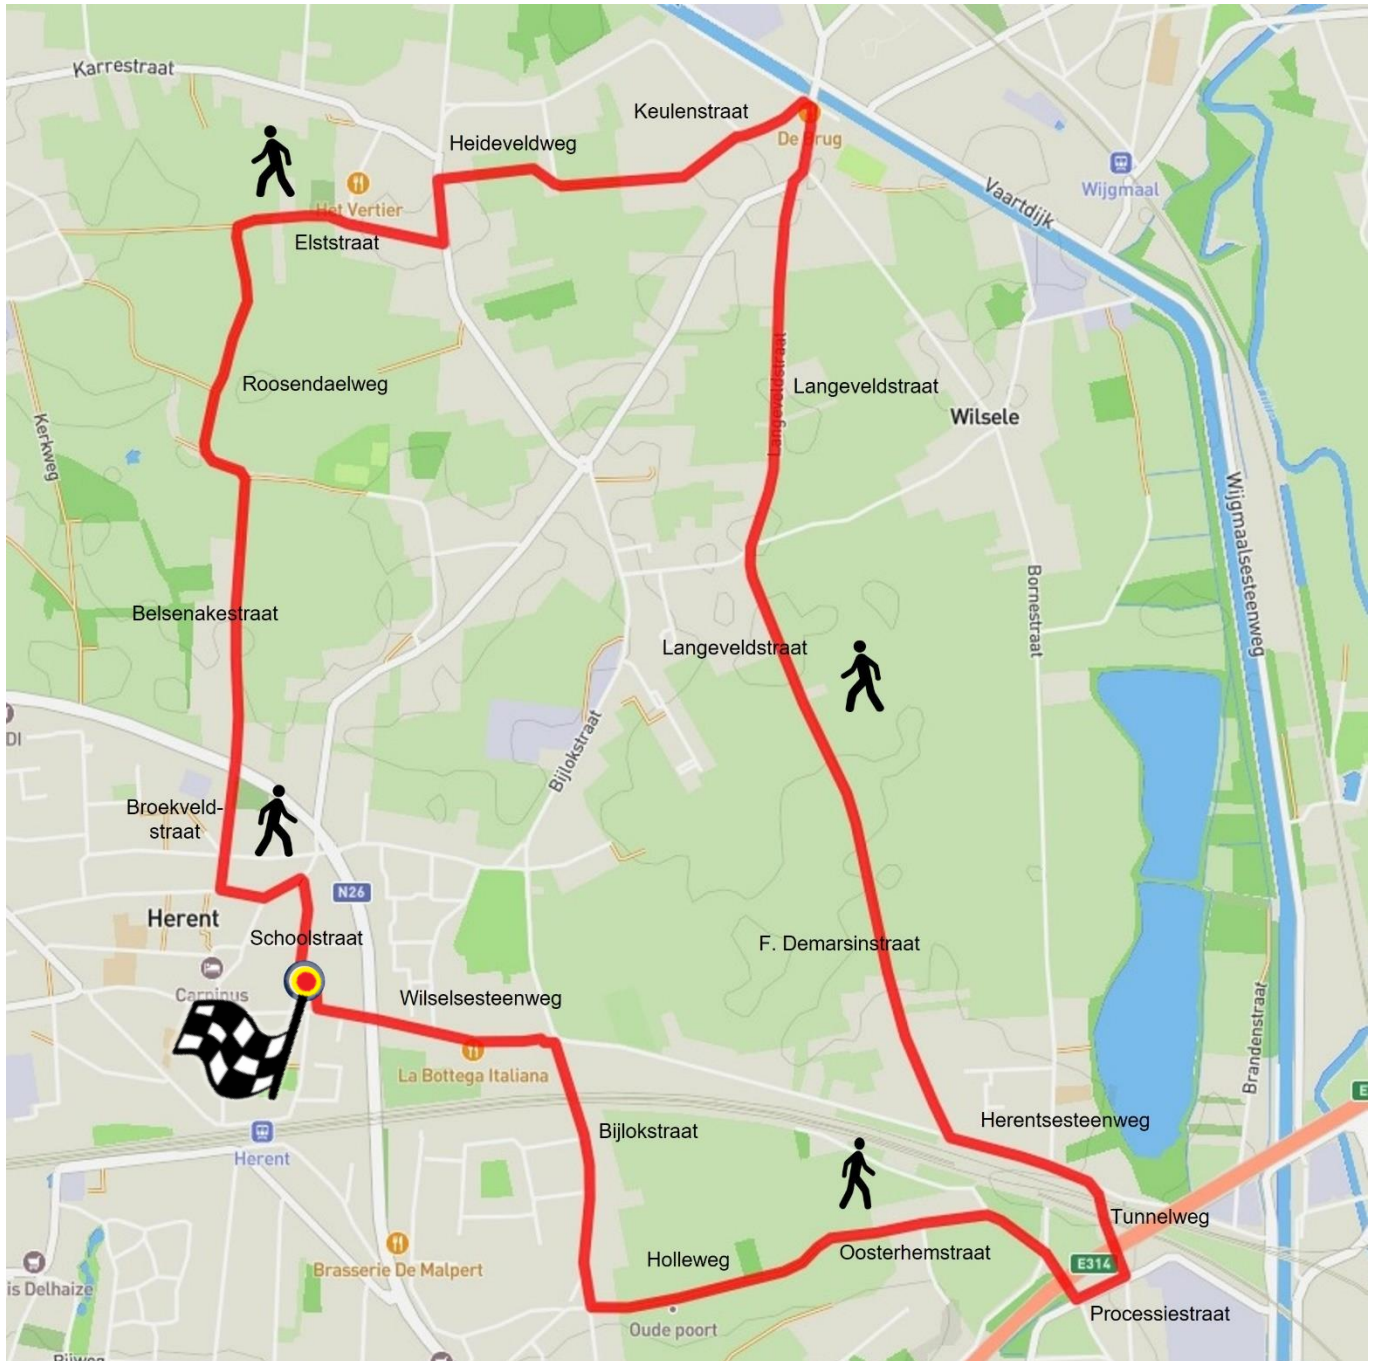 Karrestraat
Keulenstraat
Heideveldweg
De Brug
Wijgmaal
Vaartdijk
Het Vertier
Elststraat
Langeveldstraat
Roosendaelweg
Langeveldstraat
Wilsele
Kerkweg
Wijgmaalsesteenweg
Belsenakestraat
Bornestraat
Langeveldstraat
DI
Bijlokstraat
Broekveld-
straat
N26
Herent
Schoolstraat
F. Demarsinstraat
Carpinus
Wilselsesteenweg
Brandenstraat
La Bottega Italiana
E
Herentsesteenweg
Bijlokstraat
Herent
Tunnelweg
Holleweg
Oosterhemstraat
E314
Brasserie De Malpert
is Delhaize
Processiestraat
Oude poort